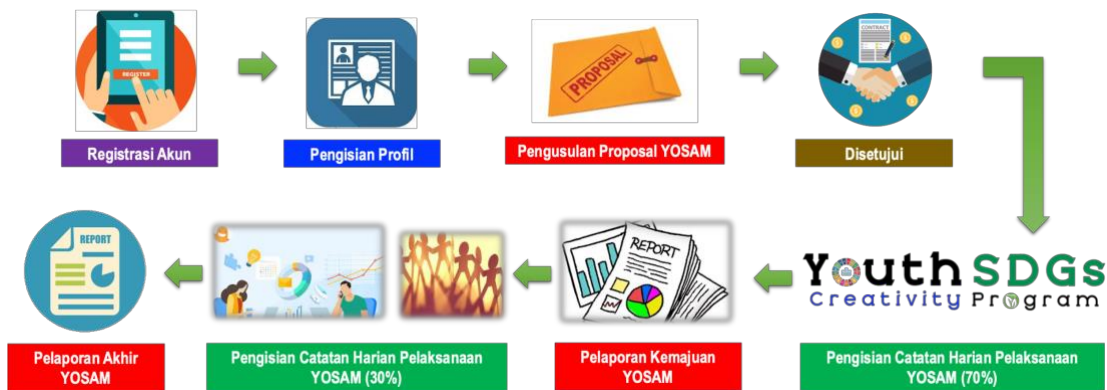 REGISTER
CONTRACT
PROPOSAL
Registrasi Akun
Pengisian Profil
Pengusulan Proposal YOSAM
Disetujui
REPORT
REPORT
Youth SDGs
Creativity Program
Pelaporan Akhir
YOSAM
Pengisian Catatan Harian Pelaksanaan
YOSAM (30%)
Pelaporan Kemajuan
YOSAM
Pengisian Catatan Harian Pelaksanaan
YOSAM (70%)